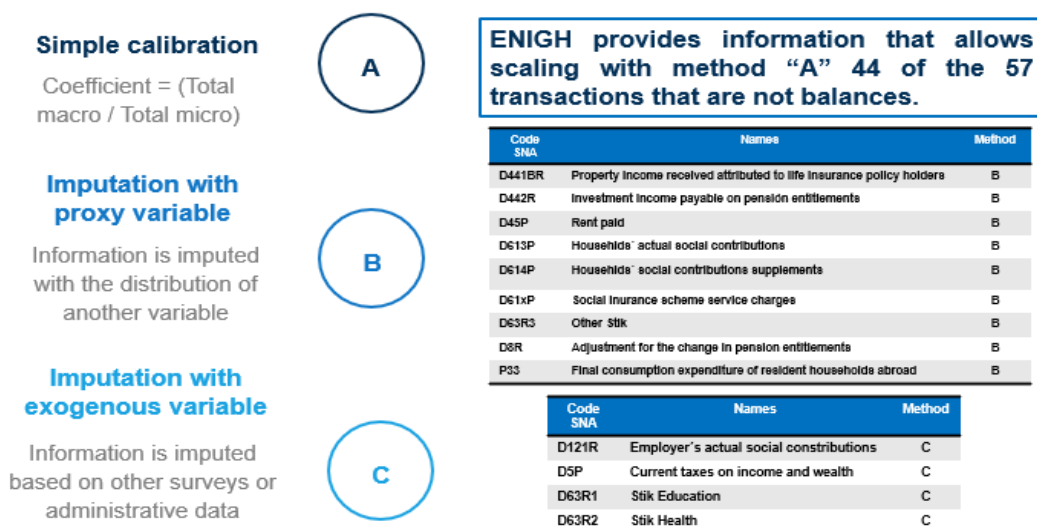 Simple calibration
Coefficient = (Total
macro / Total micro)
A
Imputation with
proxy variable
Information is imputed
with the distribution of
another variable
B
Imputation with
exogenous variable
Information is imputed
based on other surveys or
administrative data
C
ENIGH provides information that allows
scaling with method “A” 44 of the 57
transactions that are not balances.
Code SNA Names Method
D441BR Property income received attributed to life insurance policy holders B
D442R Investment income payable on pensión entitlements B
D45P Rent paid B
D613P Househlds´ actual social contributions B
D614P Househlds´ social contributions supplements B
D61xP Social inurance scheme service charges B
D63R3 Other Stik B
D8R Adjustment for the change in pension entitlements B
P33 Final consumption expenditure of resident households abroad B
Code SNA Names Method
D121R Employer´s actual social constributions C
D5P Current taxes on income and wealth C
D63R1 Stik Education C
D63R2 Stik Health C